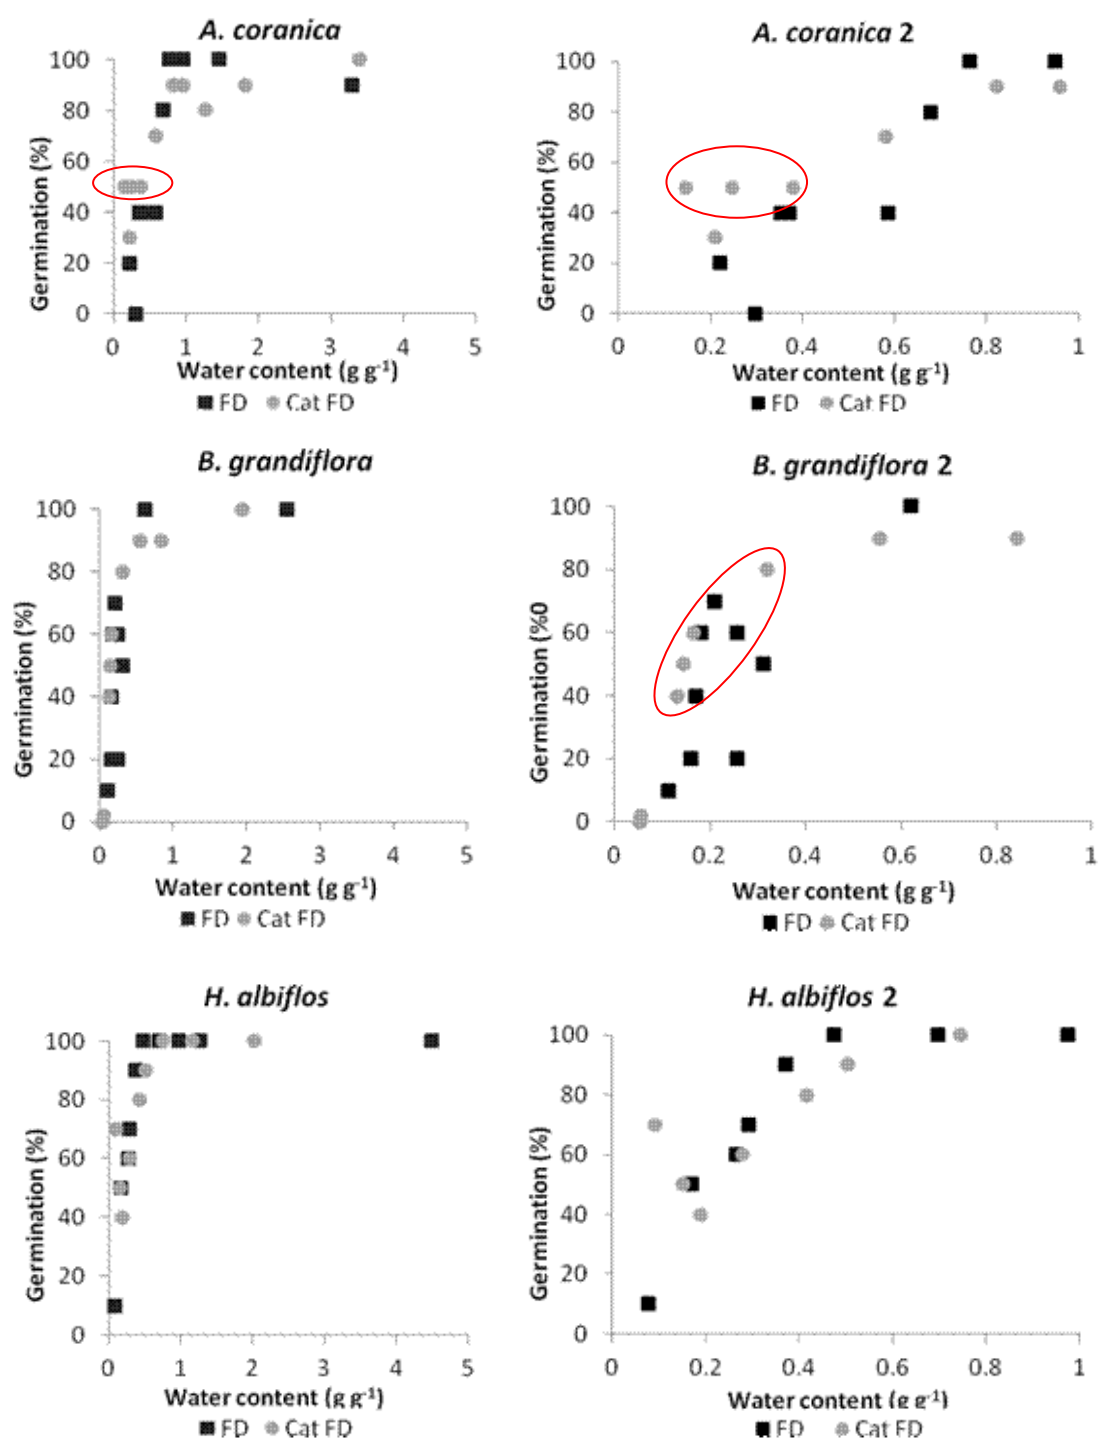 A. coranica
100
80
60
40
20
0
Germination (%)
0 1 2 3 4 5
Water content (g g-1)
FD Cat FD
A. coranica 2
100
80
60
40
20
0
Germination (%)
0 0.2 0.4 0.6 0.8 1
Water content (g g-1)
FD Cat FD
B. grandiflora
100
80
60
40
20
0
Germination (%)
0 1 2 3 4 5
Water content (g g-1)
FD Cat FD
B. grandiflora 2
100
80
60
40
20
0
Germination (%0
0 0.2 0.4 0.6 0.8 1
Water content (g g-1)
FD Cat FD
H. albiflos
100
80
60
40
20
0
Germination (%)
0 1 2 3 4 5
Water content (g g-1)
FD Cat FD
H. albiflos 2
100
80
60
40
20
0
Germination (%)
0 0.2 0.4 0.6 0.8 1
Water content (g g-1)
FD Cat FD